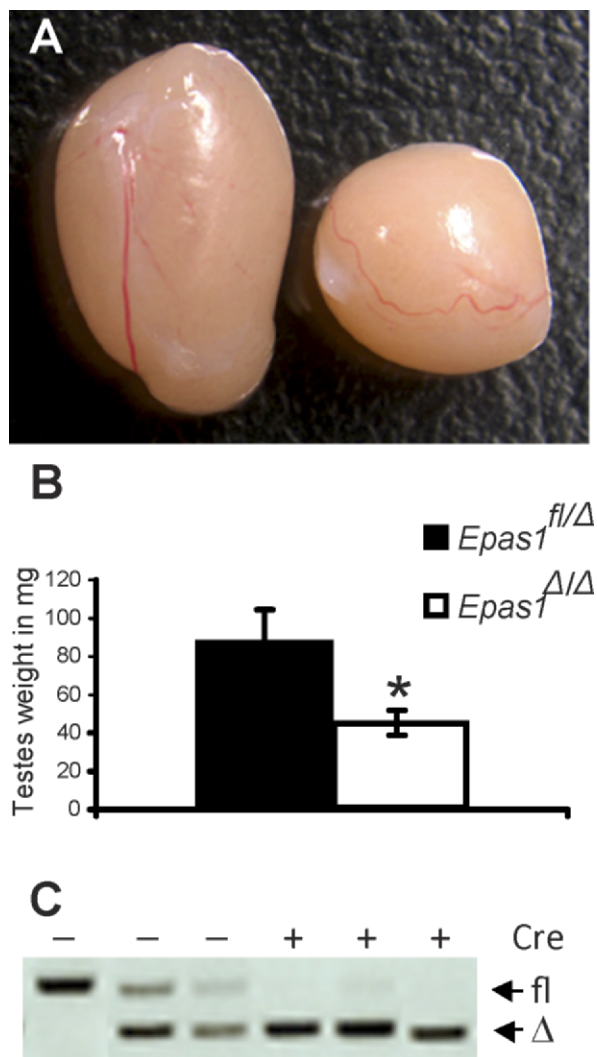 A
B
Epas1fl/Δ
Epas1Δ/Δ
Testes weight in mg
120
100
80
60
40
20
0
*
C
− − − + + + Cre
fl
Δ